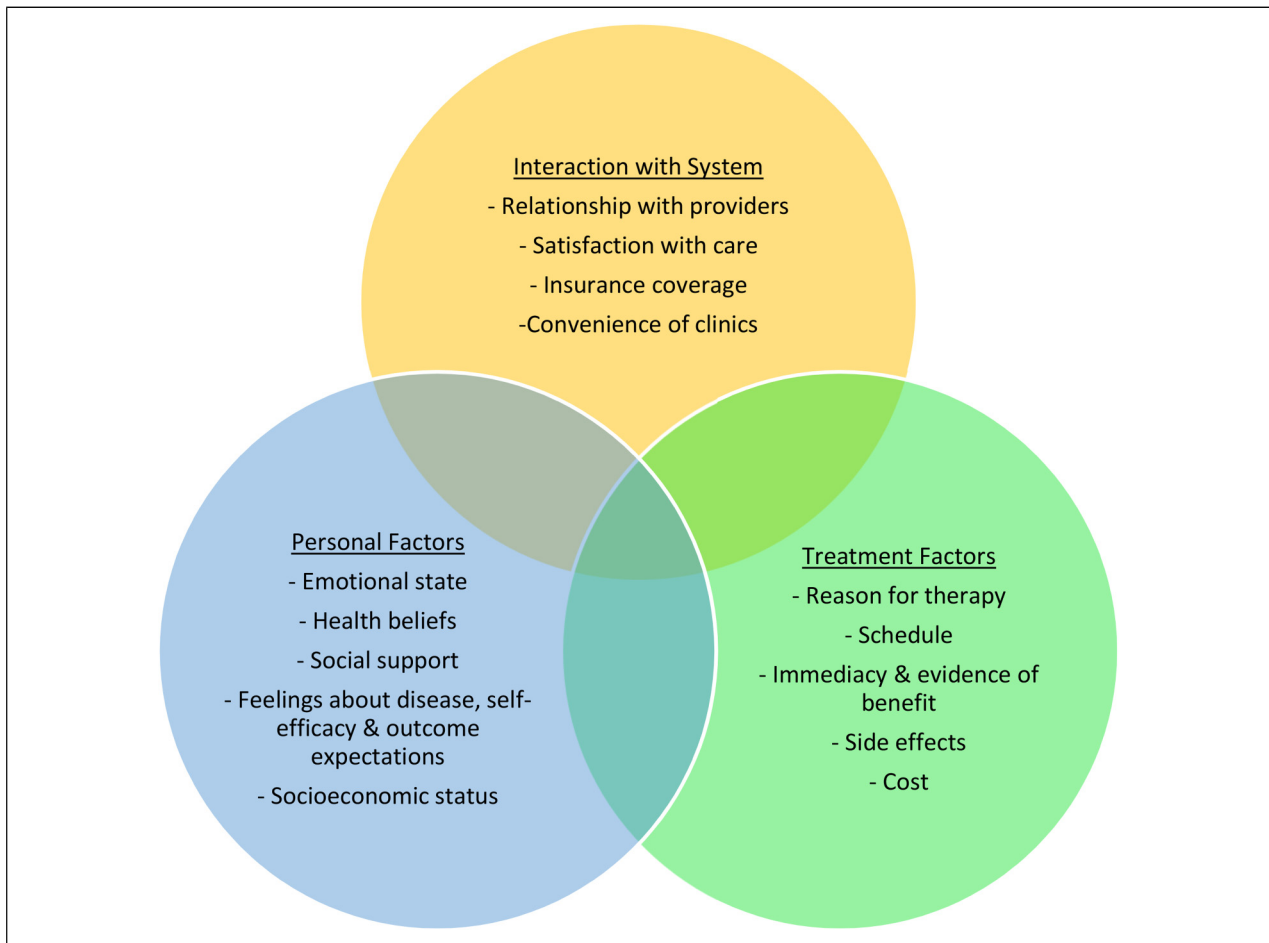 Interaction with System
- Relationship with providers
- Satisfaction with care
- Insurance coverage
-Convenience of clinics
Personal Factors
- Emotional state
- Health beliefs
- Social support
- Feelings about disease, self-
efficacy & outcome
expectations
- Socioeconomic status
Treatment Factors
- Reason for therapy
- Schedule
- Immediacy & evidence of
benefit
- Side effects
- Cost